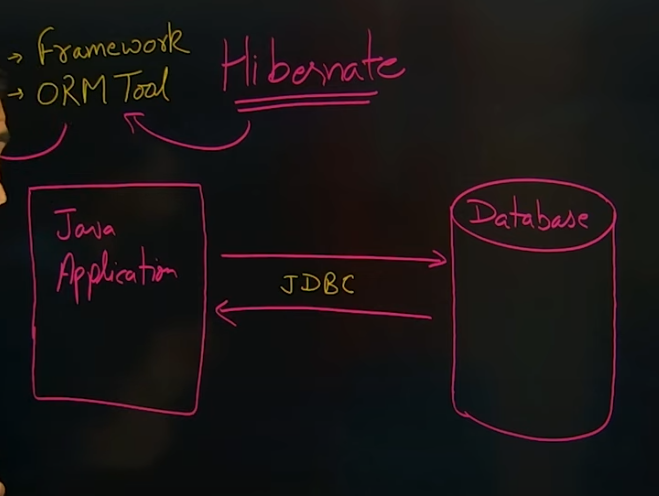 → Framework
→ ORM Tool
Hibernate
Java
Application
JDBC
Database